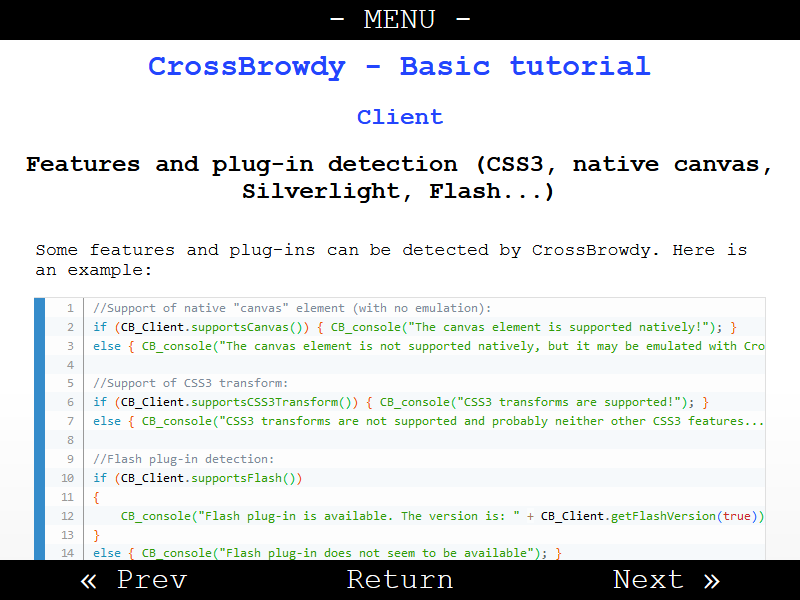 - MENU -
CrossBrowdy - Basic tutorial
Client
Features and plug-in detection (CSS3, native canvas,
Silverlight, Flash...)
Some features and plug-ins can be detected by CrossBrowdy. Here is
an example:
1 //Support of native "canvas" element (with no emulation):
2 if (CB_Client.supportsCanvas()) { CB_console("The canvas element is supported natively!"); }
3 else { CB_console("The canvas element is not supported natively, but it may be emulated with Cro
4
5 //Support of CSS3 transform:
6 if (CB_Client.supportsCSS3Transform()) { CB_console("CSS3 transforms are supported!"); }
7 else { CB_console("CSS3 transforms are not supported and probably neither other CSS3 features...
8
9 //Flash plug-in detection:
10 if (CB_Client.supportsFlash())
11 {
12 CB_console("Flash plug-in is available. The version is: " + CB_Client.getFlashVersion(true))
13 }
14 else { CB_console("Flash plug-in does not seem to be available"); }
« Prev Return Next »